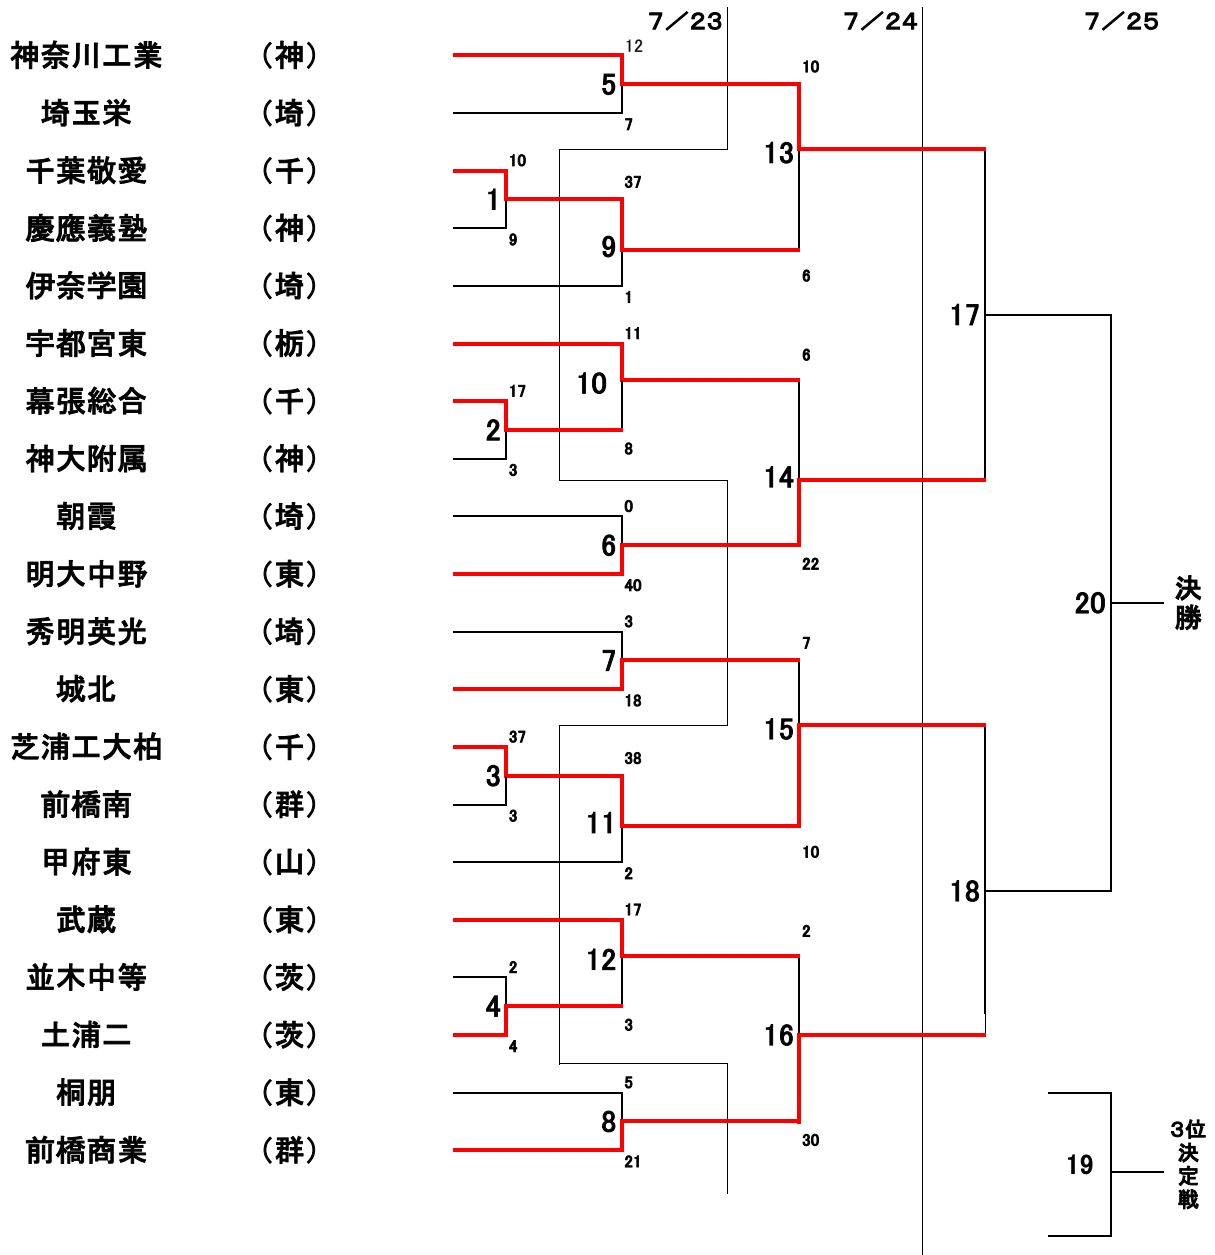 7／23 7／24 7／25
神奈川工業 （神）
埼玉栄 （埼）
千葉敬愛 （千）
慶應義塾 （神）
伊奈学園 （埼）
宇都宮東 （栃）
幕張総合 （千）
神大附属 （神）
朝霞 （埼）
明大中野 （東）
秀明英光 （埼）
城北 （東）
芝浦工大柏 （千）
前橋南 （群）
甲府東 （山）
武蔵 （東）
並木中等 （茨）
土浦二 （茨）
桐朋 （東）
前橋商業 （群）
10
1
9
17
2
3
37
3
3
2
4
4
12
5
7
37
9
1
11
10
8
0
6
40
3
7
18
38
11
2
17
12
3
5
8
21
10
13
6
6
14
22
7
15
10
2
16
30
17
18
20
決勝
19
3位決定戦